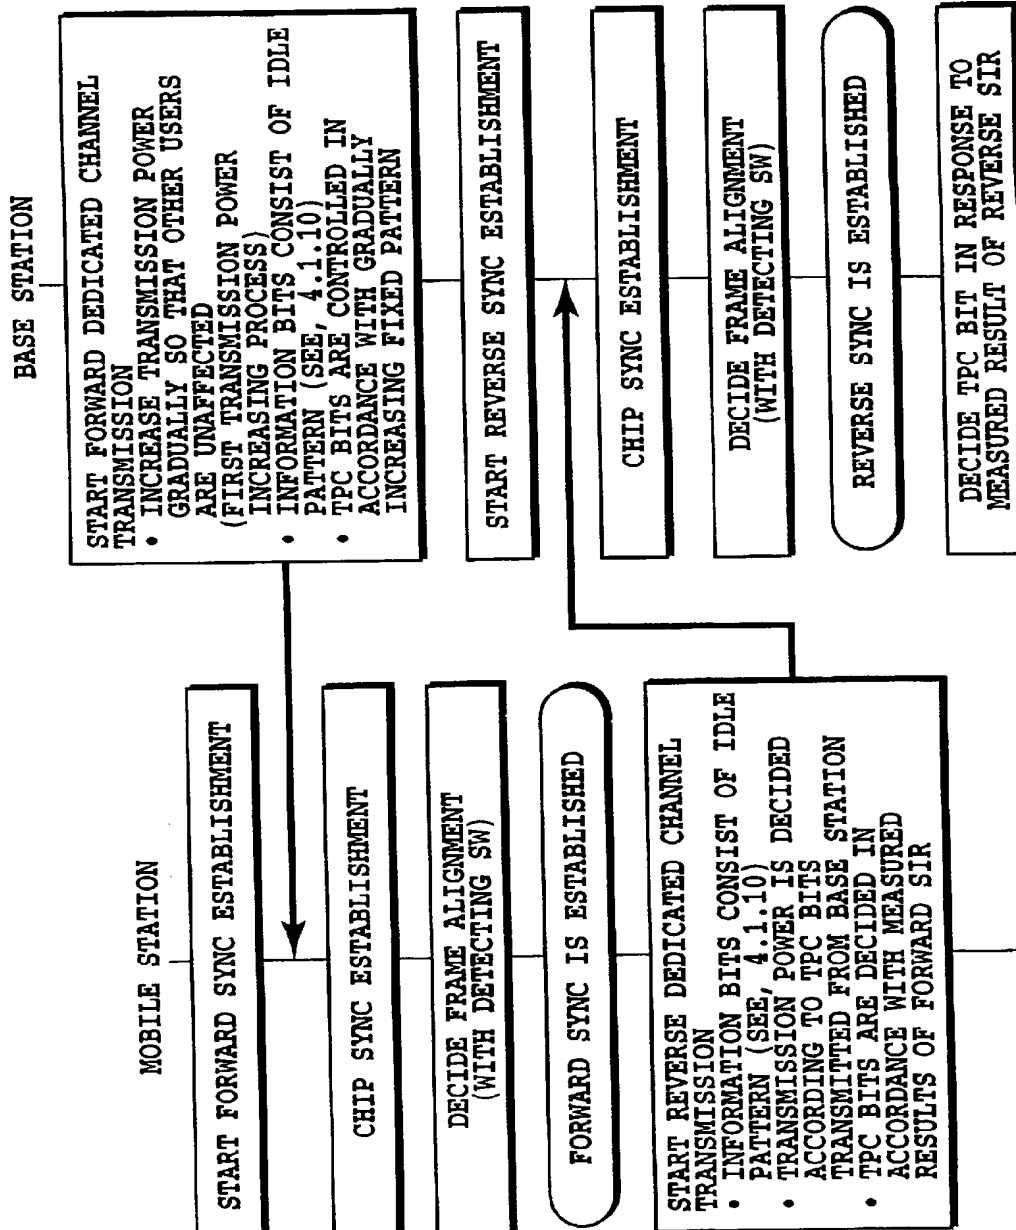 MOBILE STATION
START FORWARD SYNC ESTABLISHMENT
CHIP SYNC ESTABLISHMENT
DECIDE FRAME ALIGNMENT
(WITH DETECTING SW)
FORWARD SYNC IS ESTABLISHED
START REVERSE DEDICATED CHANNEL
TRANSMISSION
• INFORMATION BITS CONSIST OF IDLE
PATTERN (SEE, 4.1.10)
• TRANSMISSION POWER IS DECIDED
ACCORDING TO TPC BITS
TRANSMITTED FROM BASE STATION
• TPC BITS ARE DECIDED IN
ACCORDANCE WITH MEASURED
RESULTS OF FORWARD SIR
BASE STATION
START FORWARD DEDICATED CHANNEL
TRANSMISSION
• INCREASE TRANSMISSION POWER
GRADUALLY SO THAT OTHER USERS
ARE UNAFFECTED
(FIRST TRANSMISSION POWER
INCREASING PROCESS)
• INFORMATION BITS CONSIST OF IDLE
PATTERN (SEE, 4.1.10)
• TPC BITS ARE CONTROLLED IN
ACCORDANCE WITH GRADUALLY
INCREASING FIXED PATTERN
START REVERSE SYNC ESTABLISHMENT
CHIP SYNC ESTABLISHMENT
DECIDE FRAME ALIGNMENT
(WITH DETECTING SW)
REVERSE SYNC IS ESTABLISHED
DECIDE TPC BIT IN RESPONSE TO
MEASURED RESULT OF REVERSE SIR